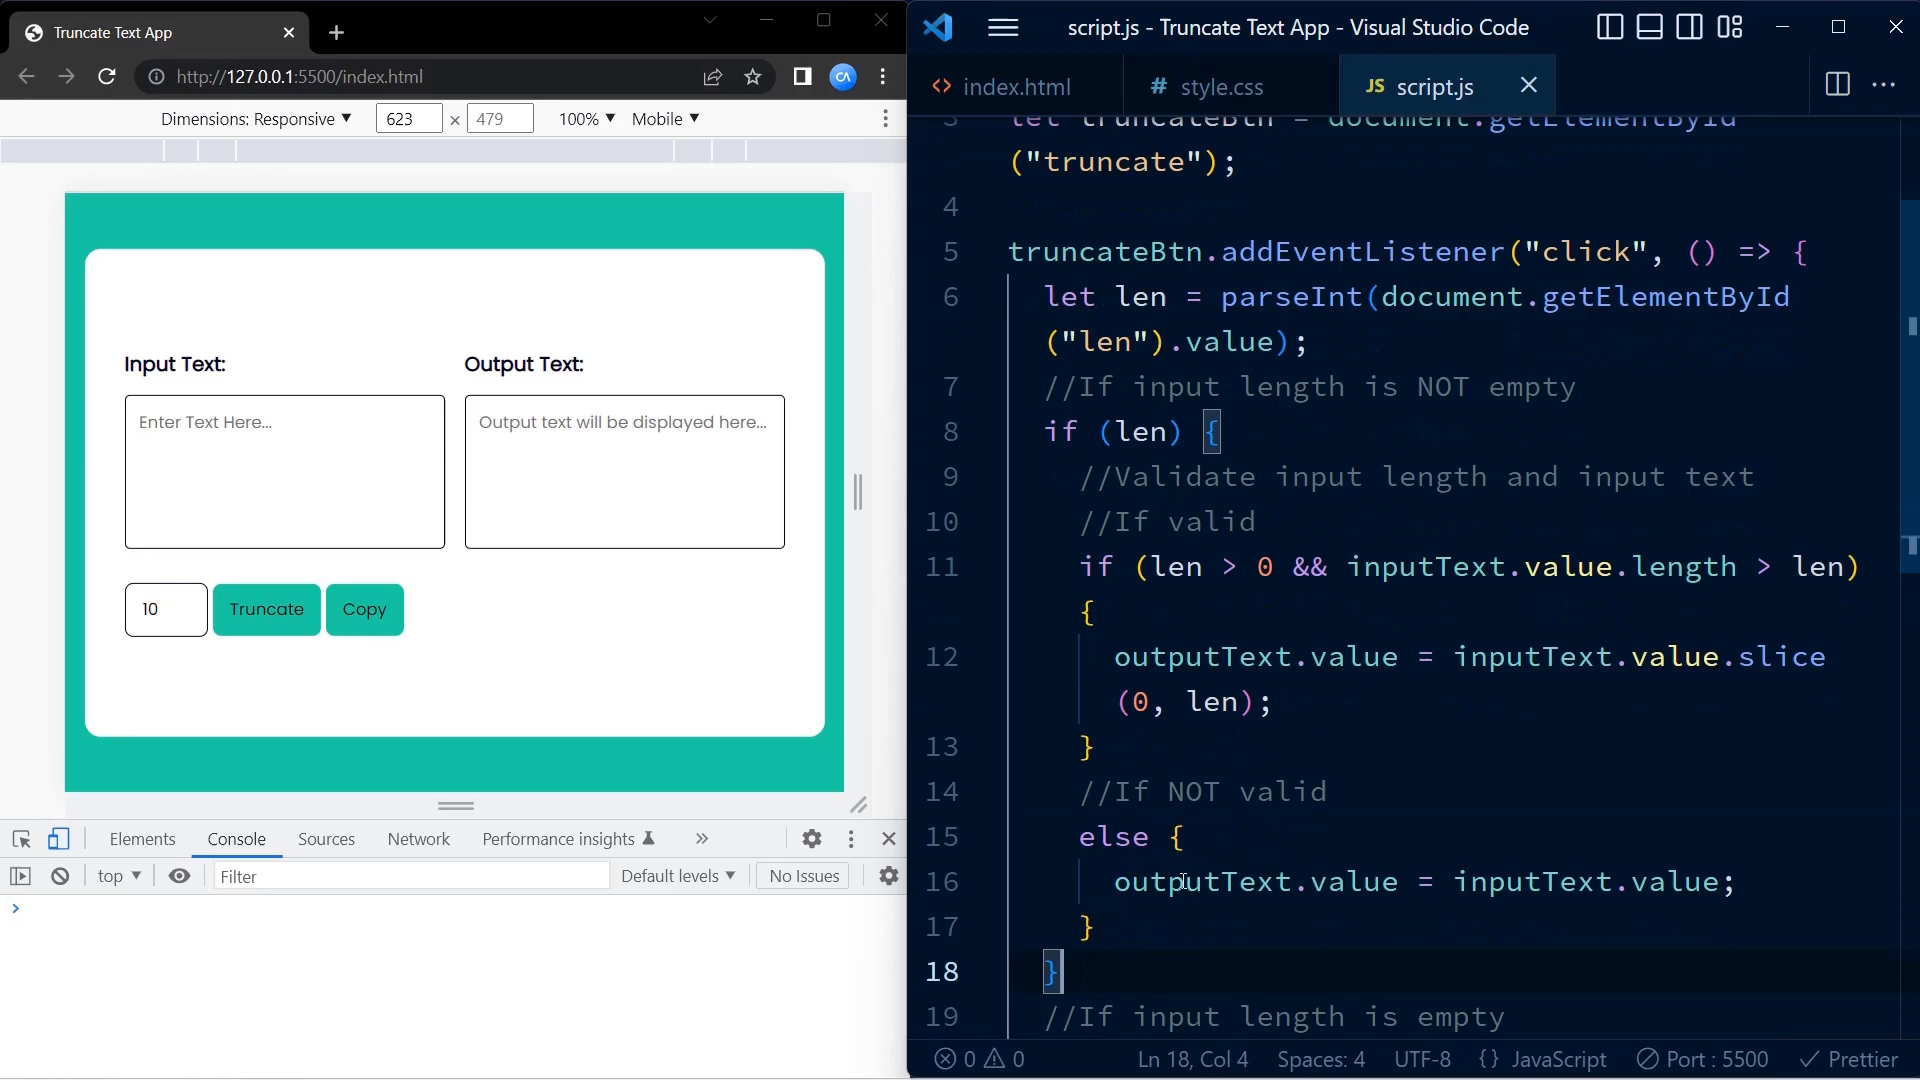 Truncate Text App
http://127.0.0.1:5500/index.html
CA
Dimensions: Responsive ▼ 623 × 479 100% ▼ Mobile ▼
Input Text:
Output Text:
Enter Text Here...
Output text will be displayed here...
10
Truncate
Copy
Elements Console Sources Network Performance insights »
top ▼ Filter Default levels ▼ No Issues
>
script.js - Truncate Text App - Visual Studio Code
<> index.html
# style.css
JS script.js
3 let truncateBtn = document.getElementById
("truncate");
4
5 truncateBtn.addEventListener("click", () => {
6 let len = parseInt(document.getElementById
("len").value);
7 //If input length is NOT empty
8 if (len) {
9 //Validate input length and input text
10 //If valid
11 if (len > 0 && inputText.value.length > len)
{
12 outputText.value = inputText.value.slice
(0, len);
13 }
14 //If NOT valid
15 else {
16 outputText.value = inputText.value;
17 }
18 }
19 //If input length is empty
0 0 Ln 18, Col 4 Spaces: 4 UTF-8 {} JavaScript Port : 5500 Prettier